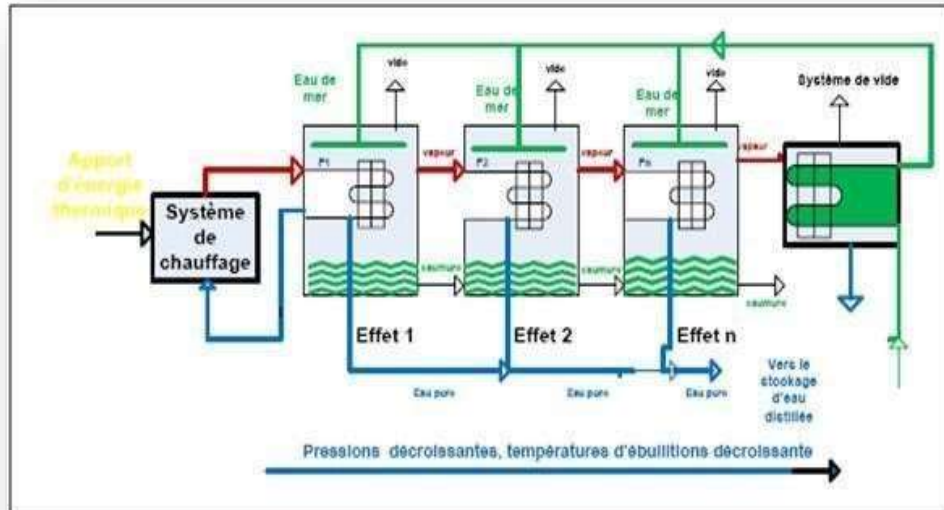 vide
vide
vide
Système de vide
Eau de
mer
Eau de
mer
Eau de
mer
Apport
d'énergie
thermique
P1
vapeur
P2
vapeur
Pn
vapeur
Système
de
chauffage
saumure
saumure
saumure
Effet 1
Effet 2
Effet n
Eau pure
Eau pure
Eau pure
Vers le
stockage
d'eau
distillée
Pressions décroissantes, températures d'ébullitions décroissante